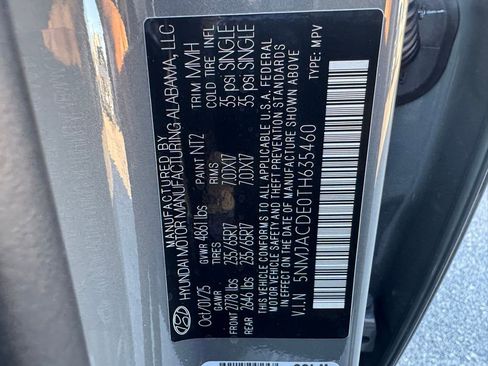 MANUFACTURED BY
HYUNDAI MOTOR MANUFACTURING ALABAMA, LLC
Oct/01/25 GVWR 4861 lbs PAINT NT2 TRIM MMH
GAWR TIRES RIMS COLD TIRE INFL
FRONT 2778 lbs 235/65R17 7.0JX17 35 psi SINGLE
REAR 2646 lbs 235/65R17 7.0JX17 35 psi SINGLE
THIS VEHICLE CONFORMS TO ALL APPLICABLE U.S.A. FEDERAL
MOTOR VEHICLE SAFETY AND THEFT PREVENTION
STANDARDS IN EFFECT ON THE DATE OF MANUFACTURE SHOWN ABOVE
V.I.N 5NMJACDE0TH635460 TYPE: MPV